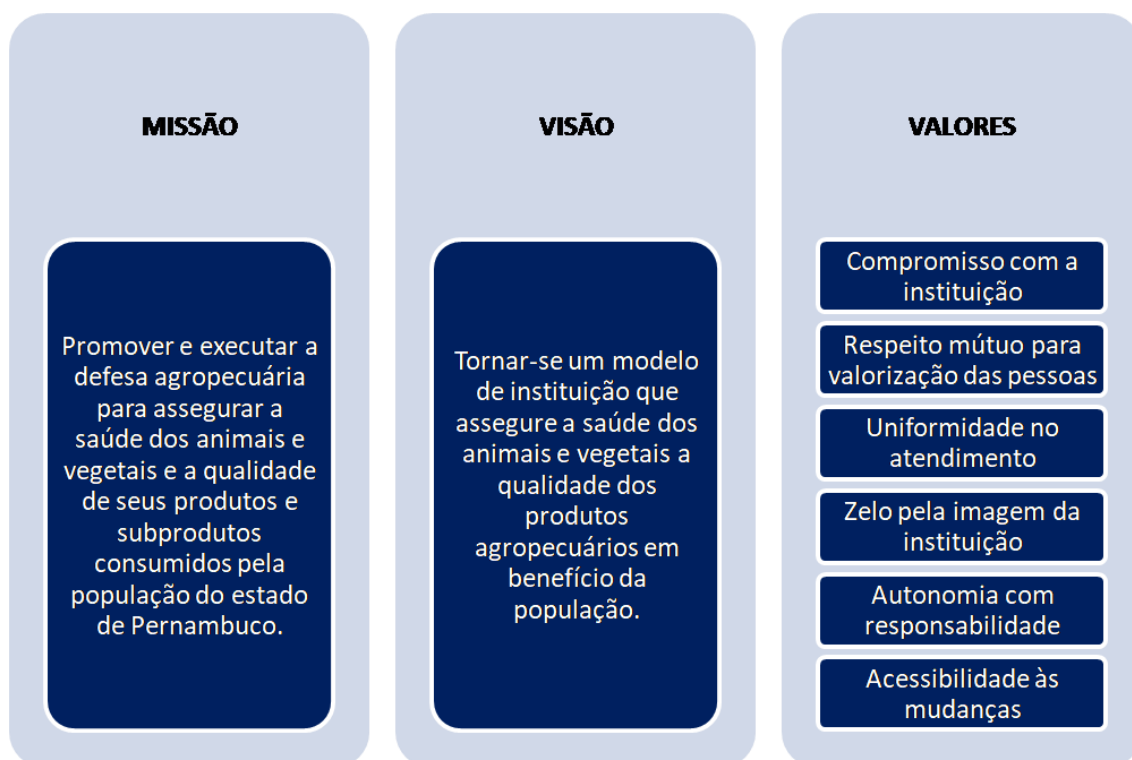 MISSÃO
Promover e executar a
defesa agropecuária
para assegurar a
saúde dos animais e
vegetais e a qualidade
de seus produtos e
subprodutos
consumidos pela
população do estado
de Pernambuco.
VISÃO
Tornar-se um modelo
de instituição que
assegure a saúde dos
animais e vegetais a
qualidade dos
produtos
agropecuários em
benefício da
população.
VALORES
Compromisso com a
instituição
Respeito mútuo para
valorização das pessoas
Uniformidade no
atendimento
Zelo pela imagem da
instituição
Autonomia com
responsabilidade
Acessibilidade às
mudanças